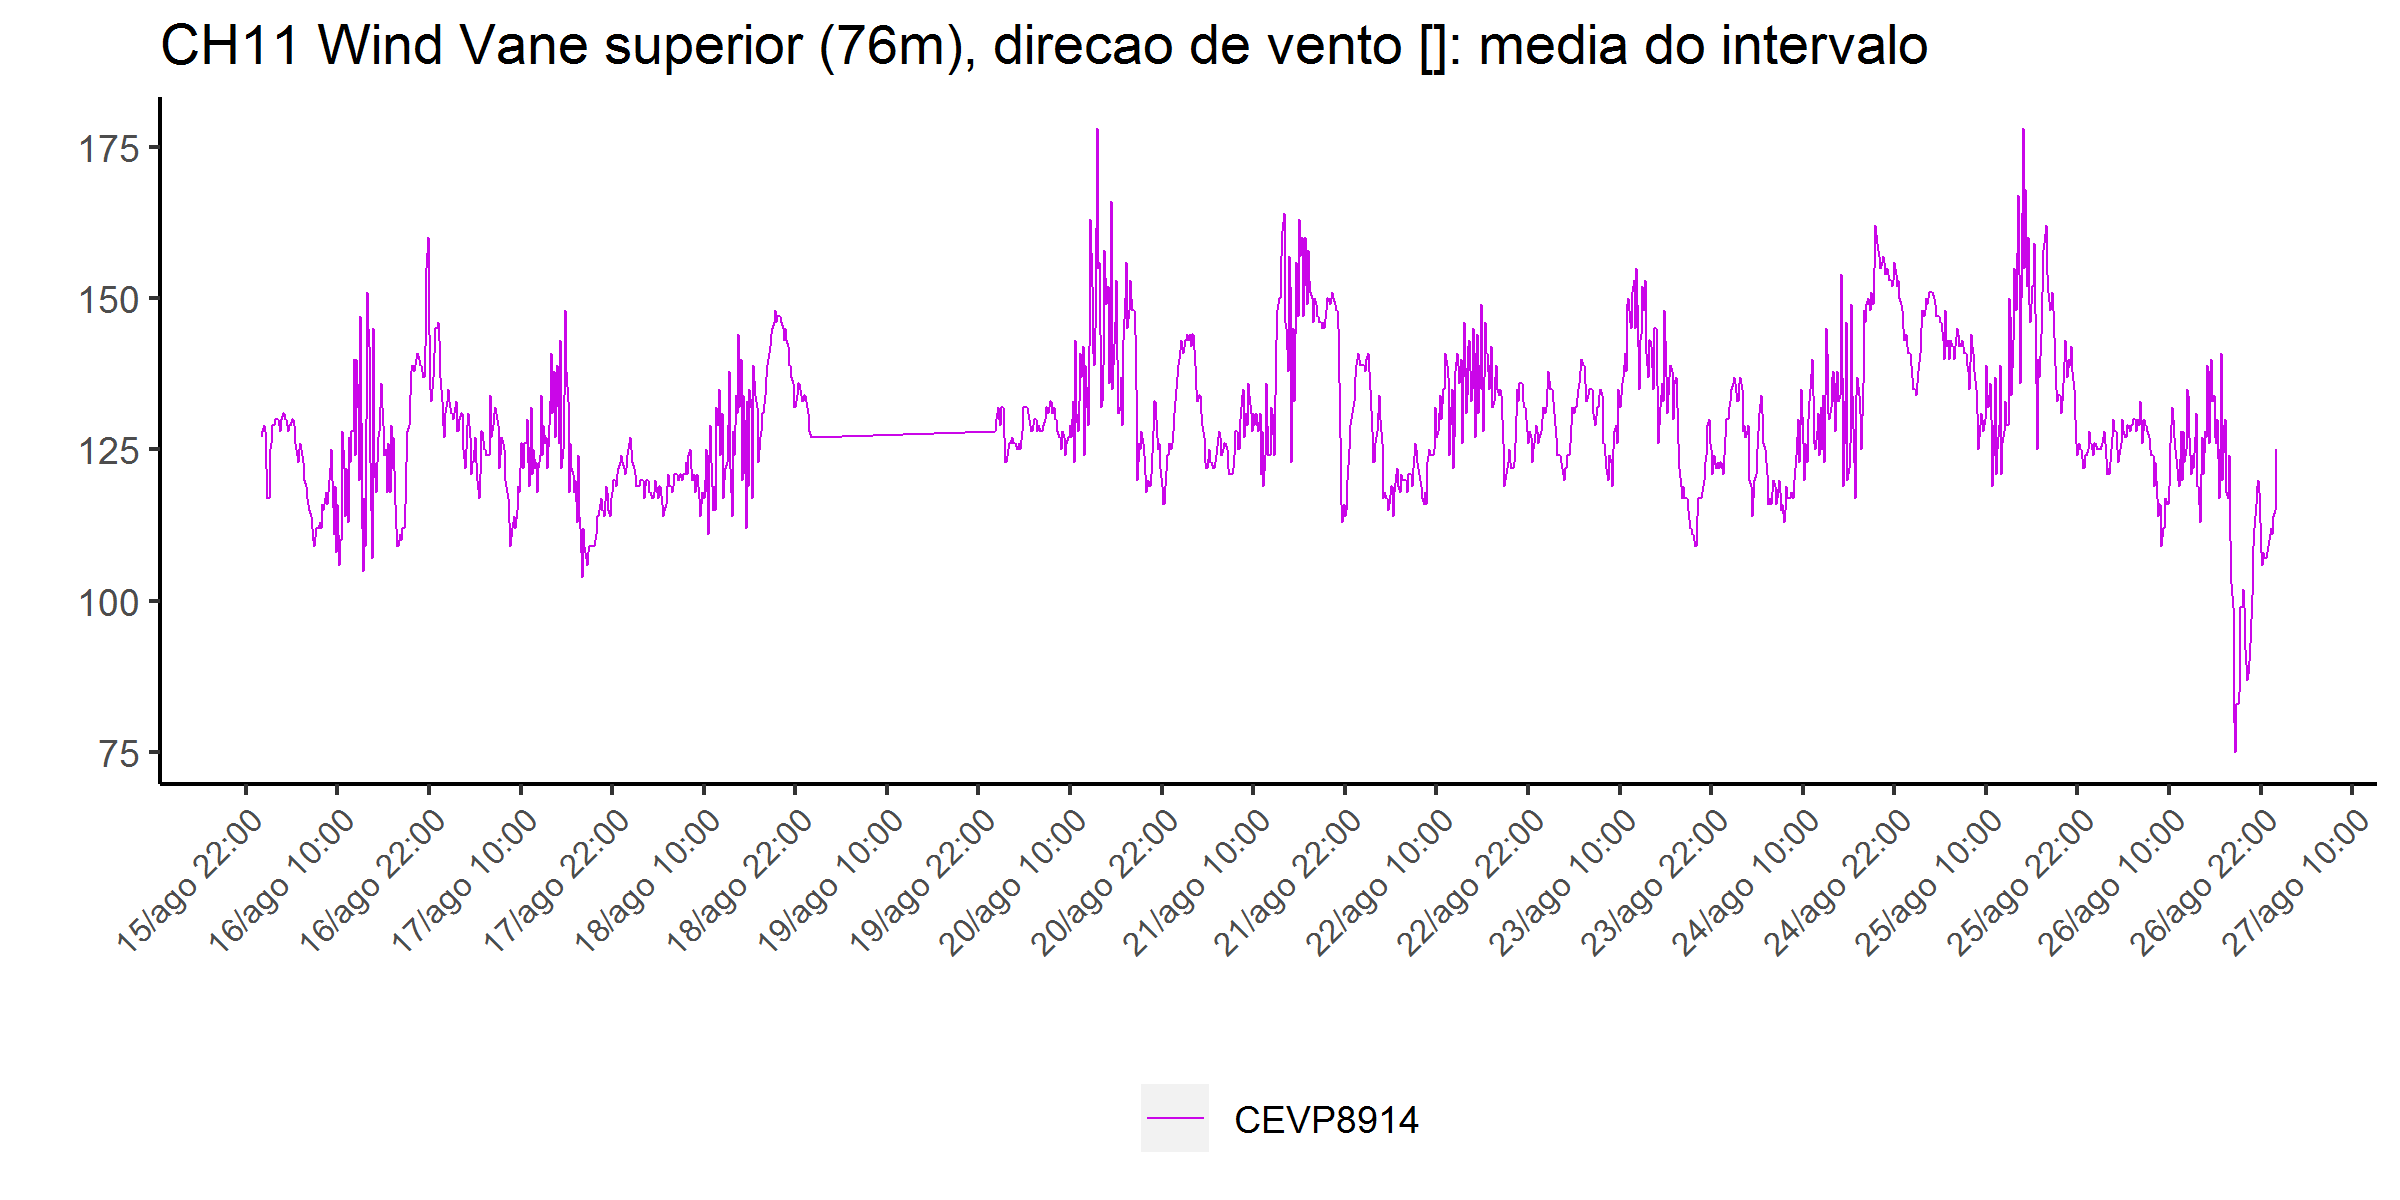 CH11 Wind Vane superior (76m), direcao de vento []: media do intervalo
175
150
125
100
75
15/ago 22:00
16/ago 10:00
16/ago 22:00
17/ago 10:00
17/ago 22:00
18/ago 10:00
18/ago 22:00
19/ago 10:00
19/ago 22:00
20/ago 10:00
20/ago 22:00
21/ago 10:00
21/ago 22:00
22/ago 10:00
22/ago 22:00
23/ago 10:00
23/ago 22:00
24/ago 10:00
24/ago 22:00
25/ago 10:00
25/ago 22:00
26/ago 10:00
26/ago 22:00
27/ago 10:00
CEVP8914